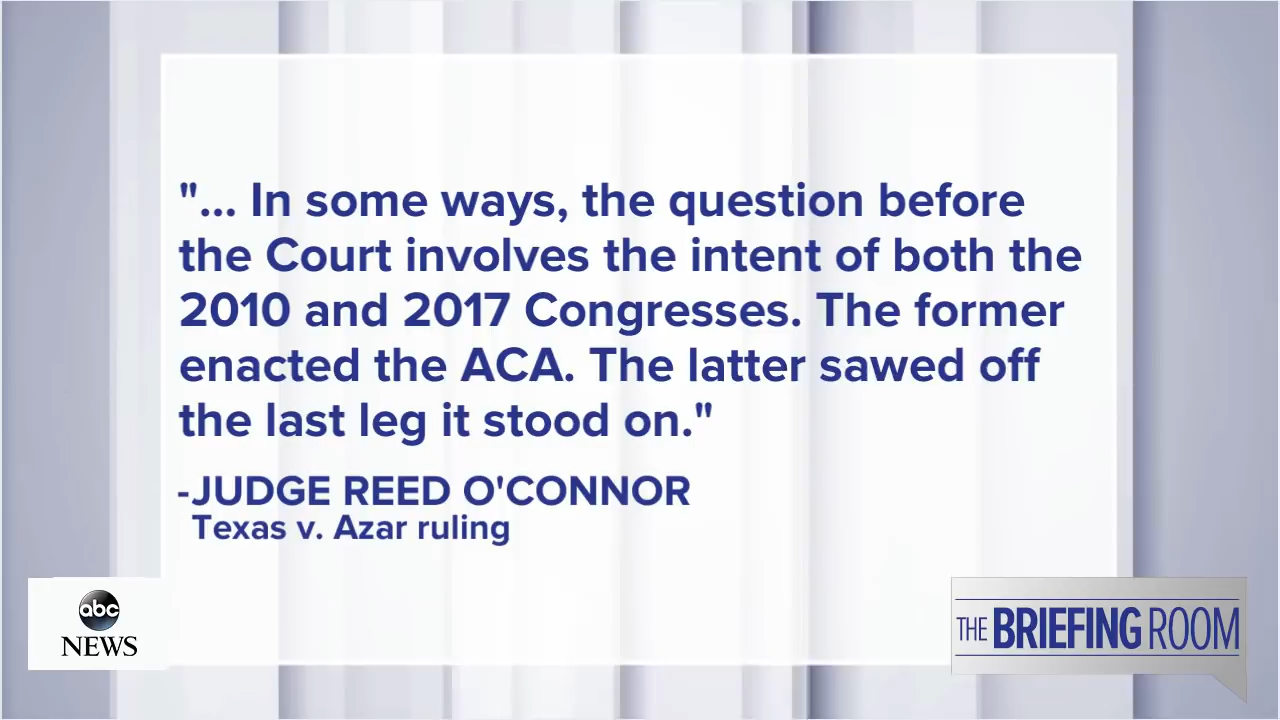 "... In some ways, the question before
the Court involves the intent of both the
2010 and 2017 Congresses. The former
enacted the ACA. The latter sawed off
the last leg it stood on."
-JUDGE REED O'CONNOR
Texas v. Azar ruling
abc
NEWS
THE BRIEFING ROOM